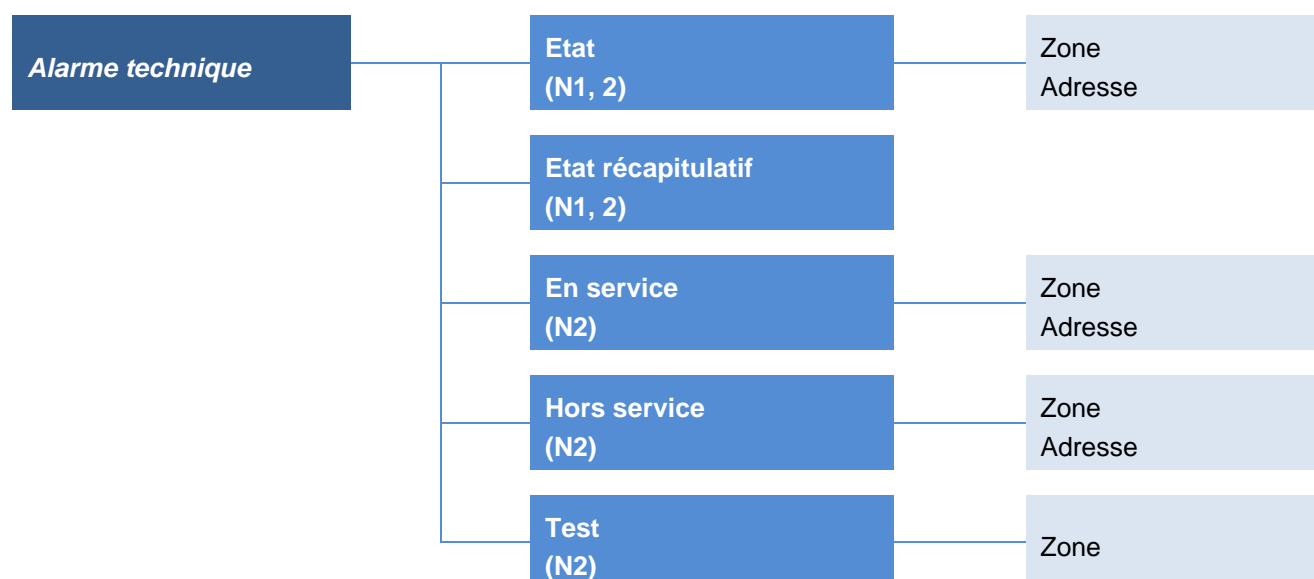 Alarme technique
Etat
(N1, 2)
Zone
Adresse
Etat récapitulatif
(N1, 2)
En service
(N2)
Zone
Adresse
Hors service
(N2)
Zone
Adresse
Test
(N2)
Zone